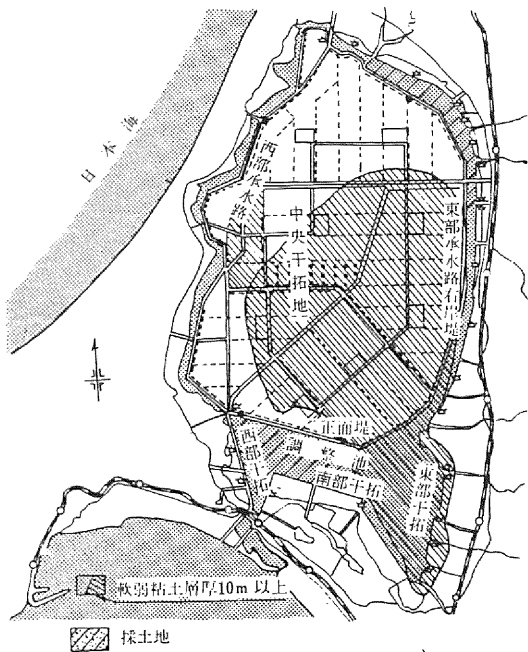 日本海
西部承水路
中央干拓地
東部承水路右岸堤
正面堤
調整池
西部干拓
南部干拓
東部干拓
軟弱粘土層厚10m以上
採土地